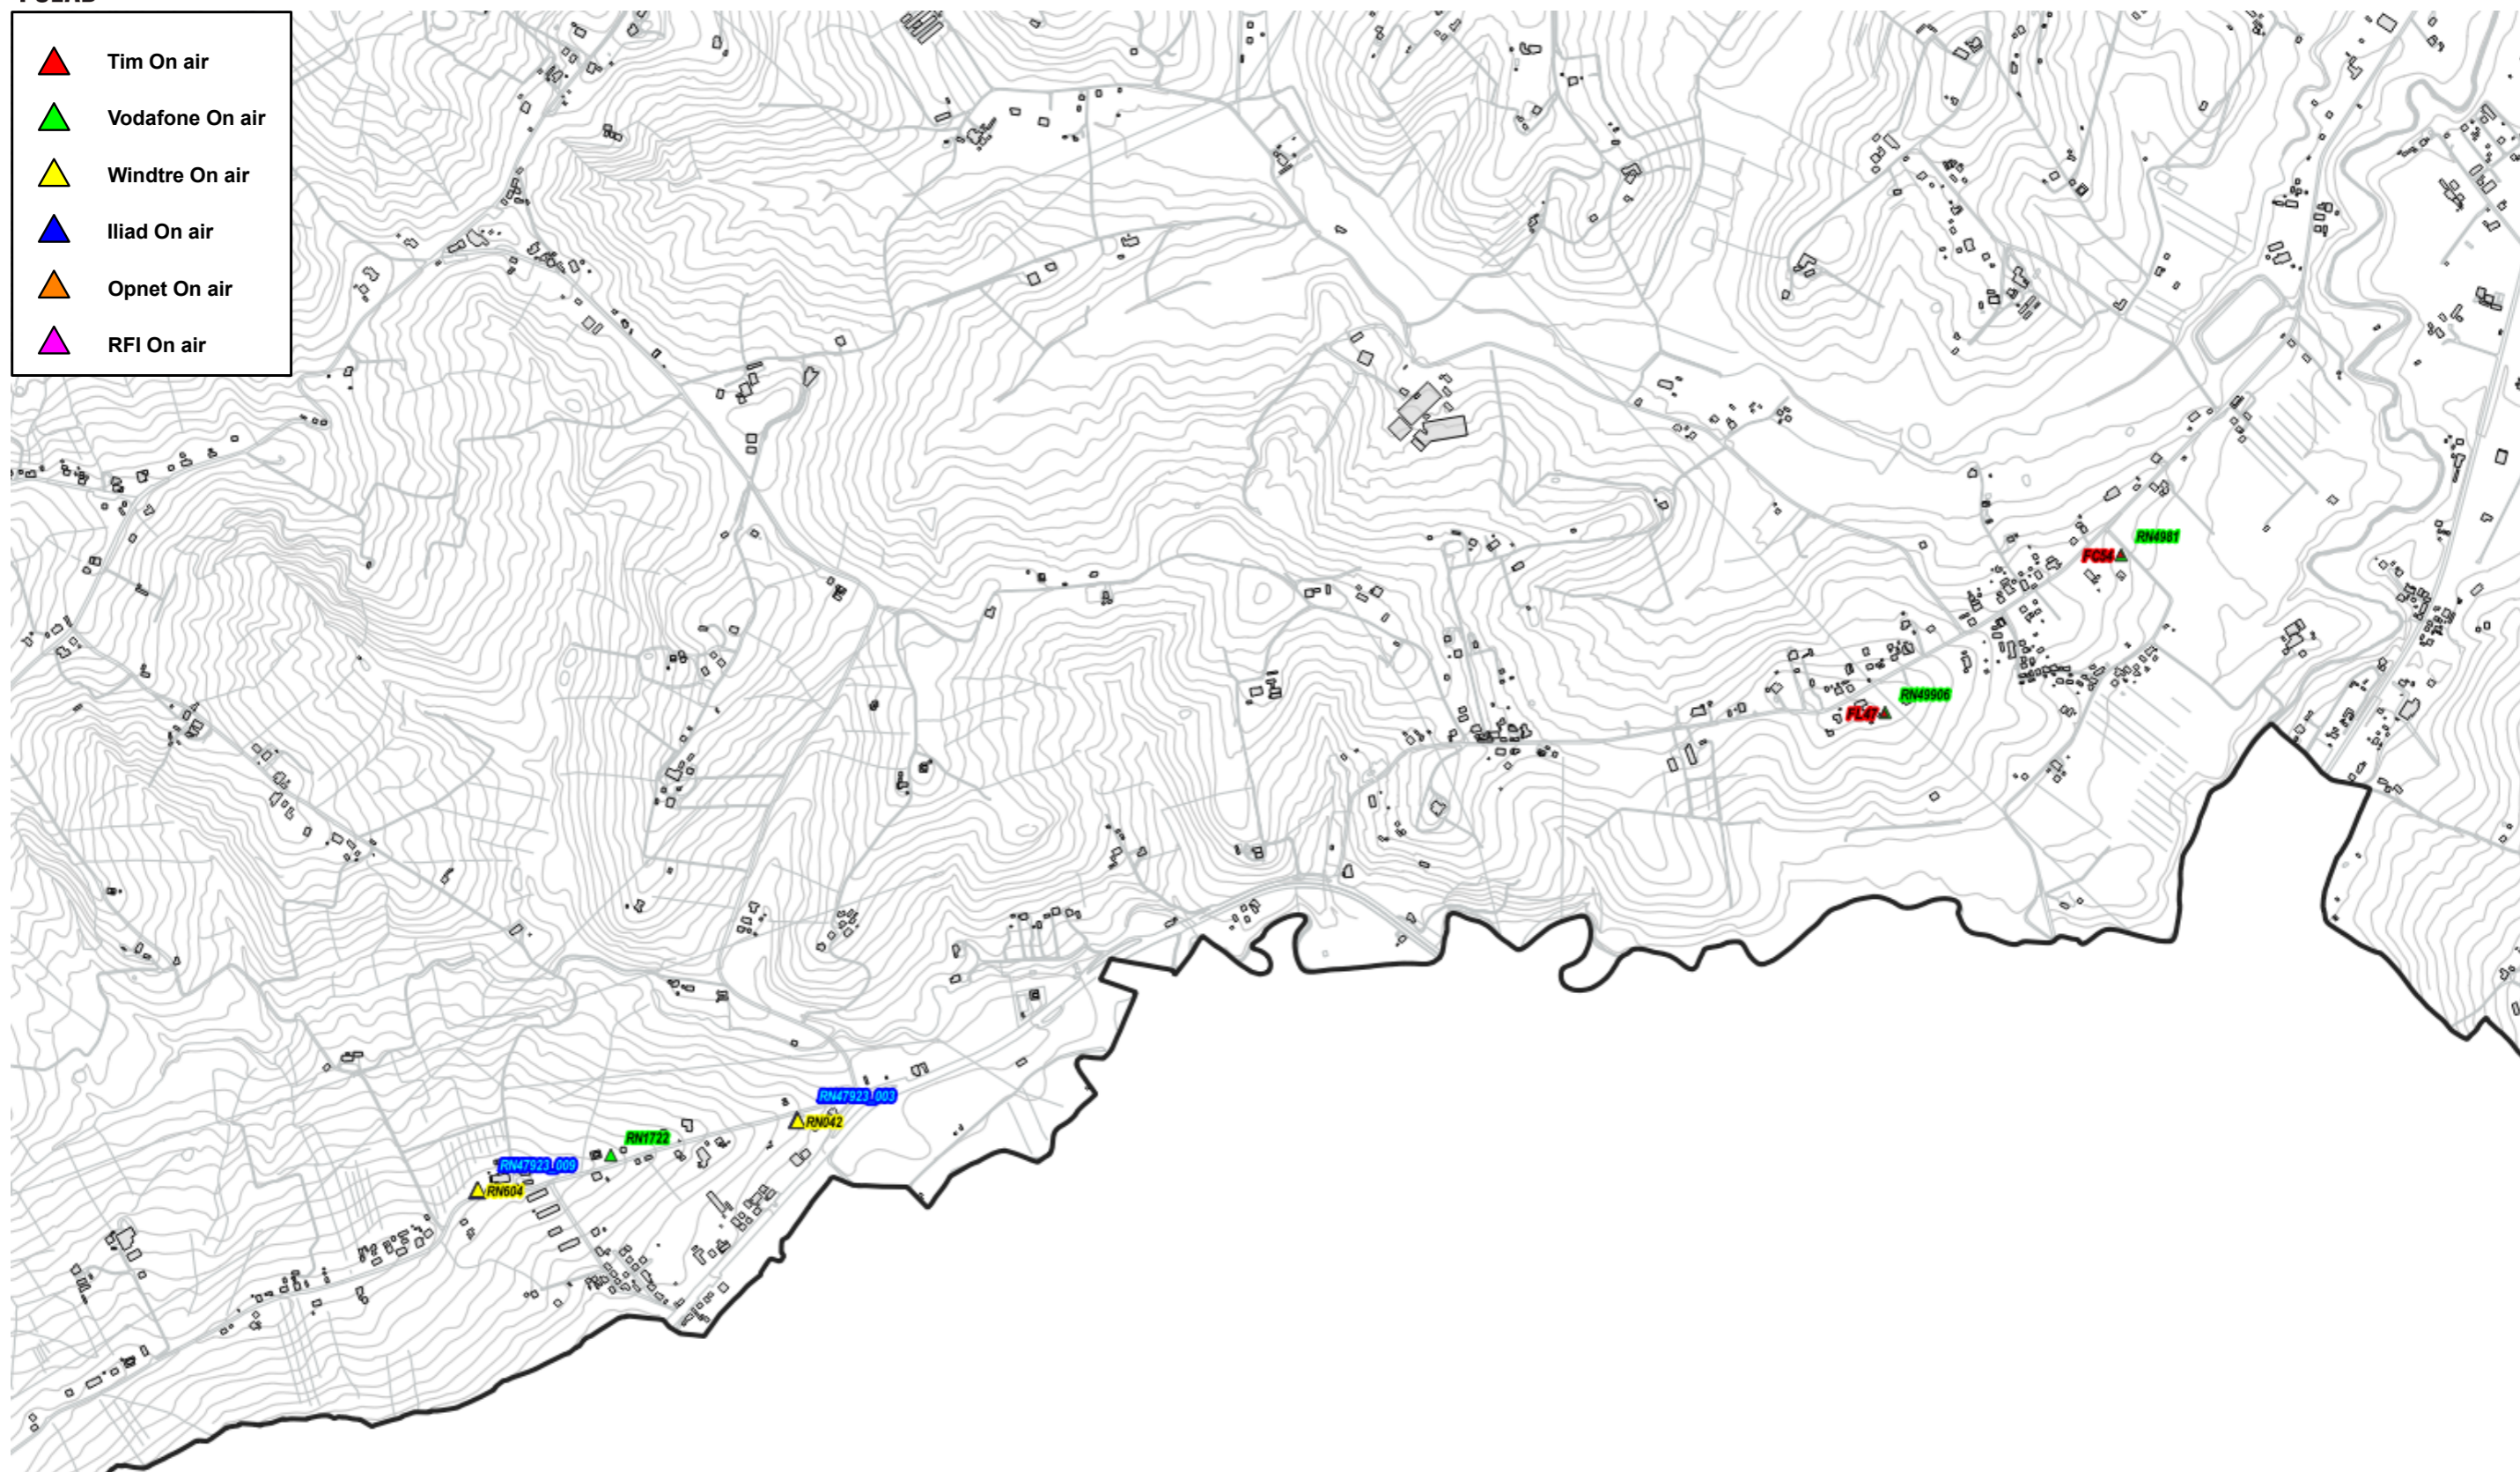 Tim On air
Vodafone On air
Windtre On air
Iliad On air
Opnet On air
RFI On air
RN4981
FC54
RN49906
FL47
RN47923_003
RN042
RN1722
RN47923_009
RN604